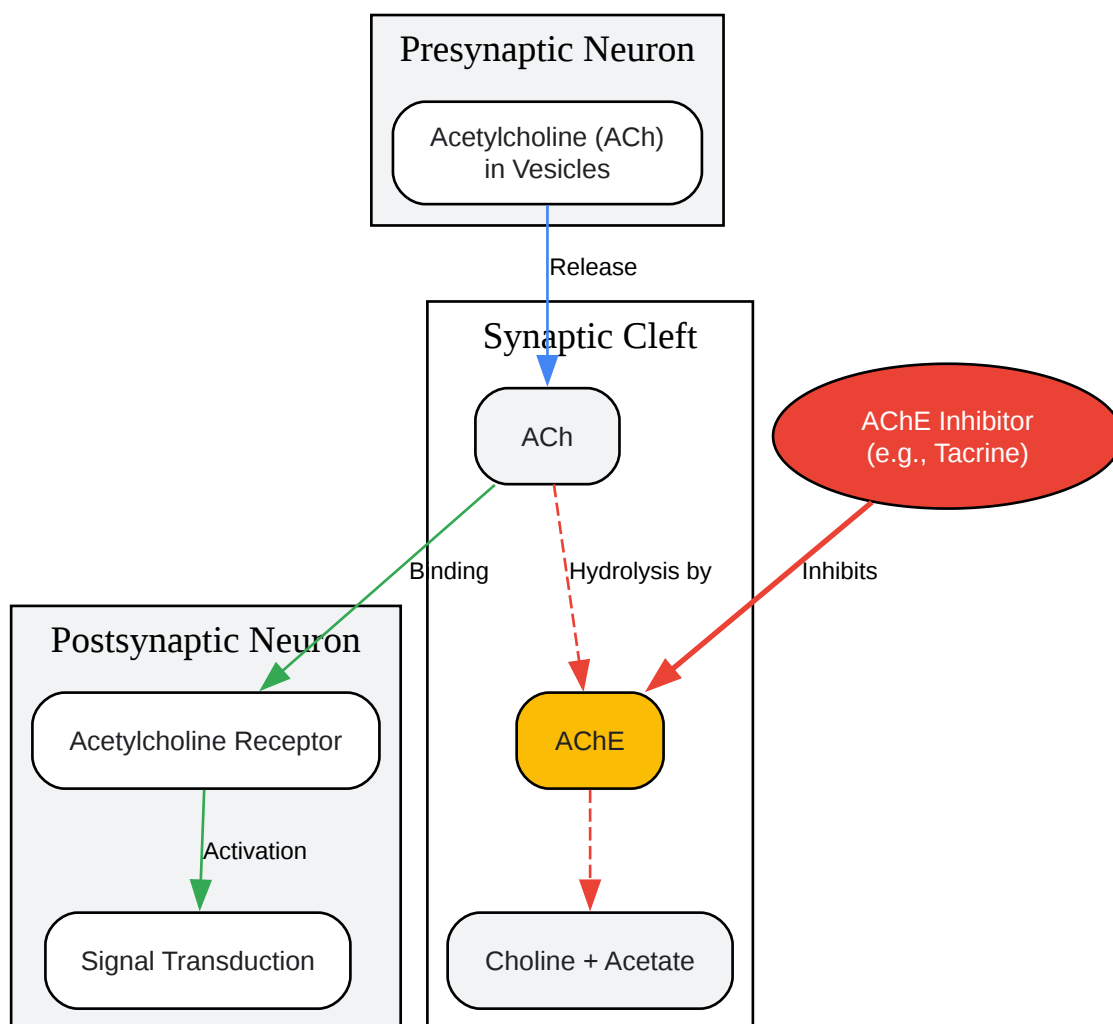 Presynaptic Neuron
Acetylcholine (ACh)
in Vesicles
Release
Synaptic Cleft
ACh
AChE Inhibitor
(e.g., Tacrine)
Binding
Hydrolysis by
Inhibits
Postsynaptic Neuron
Acetylcholine Receptor
AChE
Activation
Signal Transduction
Choline + Acetate